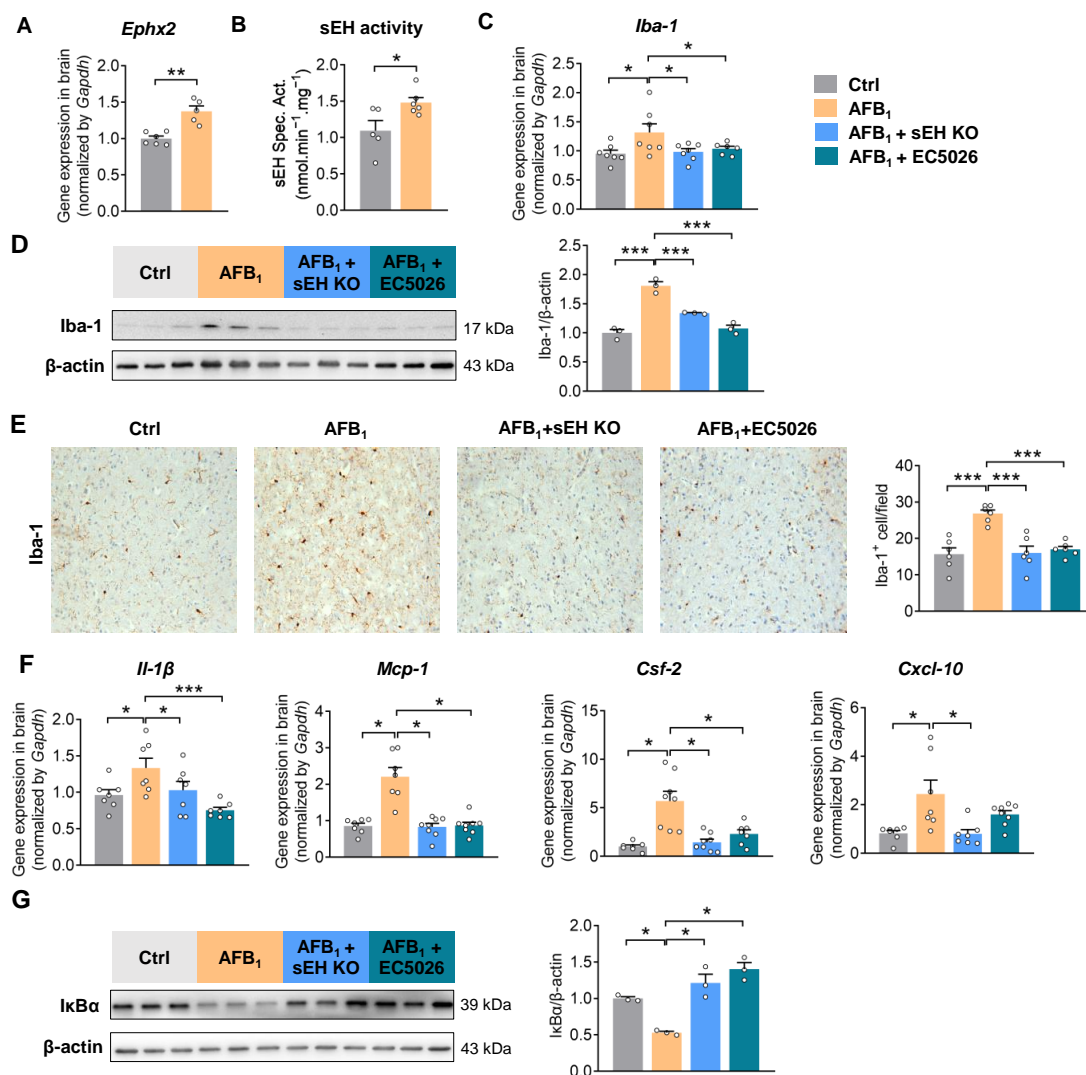 A
Ephx2
Gene expression in brain
(normalized by Gapdh)
2.0
1.5
1.0
0.5
0.0
**
B
sEH activity
sEH Spec. Act.
(nmol.min⁻¹.mg⁻¹)
2.0
1.5
1.0
0.5
0.0
*
C
Iba-1
Gene expression in brain
(normalized by Gapdh)
2.5
2.0
1.5
1.0
0.5
0.0
* * *
Ctrl
AFB₁
AFB₁ + sEH KO
AFB₁ + EC5026
D
Ctrl
AFB₁
AFB₁ +
sEH KO
AFB₁ +
EC5026
Iba-1
17 kDa
β-actin
43 kDa
Iba-1/β-actin
2.5
2.0
1.5
1.0
0.5
0.0
*** *** ***
E
Ctrl
AFB₁
AFB₁+sEH KO
AFB₁+EC5026
Iba-1
Iba-1⁺ cell/field
40
30
20
10
0
*** *** ***
F
Il-1β
Gene expression in brain
(normalized by Gapdh)
2.0
1.5
1.0
0.5
0.0
* * ***
Mcp-1
Gene expression in brain
(normalized by Gapdh)
4
3
2
1
0
* * *
Csf-2
Gene expression in brain
(normalized by Gapdh)
15
10
5
0
* * *
Cxcl-10
Gene expression in brain
(normalized by Gapdh)
6
4
2
0
* *
G
Ctrl
AFB₁
AFB₁ +
sEH KO
AFB₁ +
EC5026
IκBα
39 kDa
β-actin
43 kDa
IκBα/β-actin
2.0
1.5
1.0
0.5
0.0
* * *